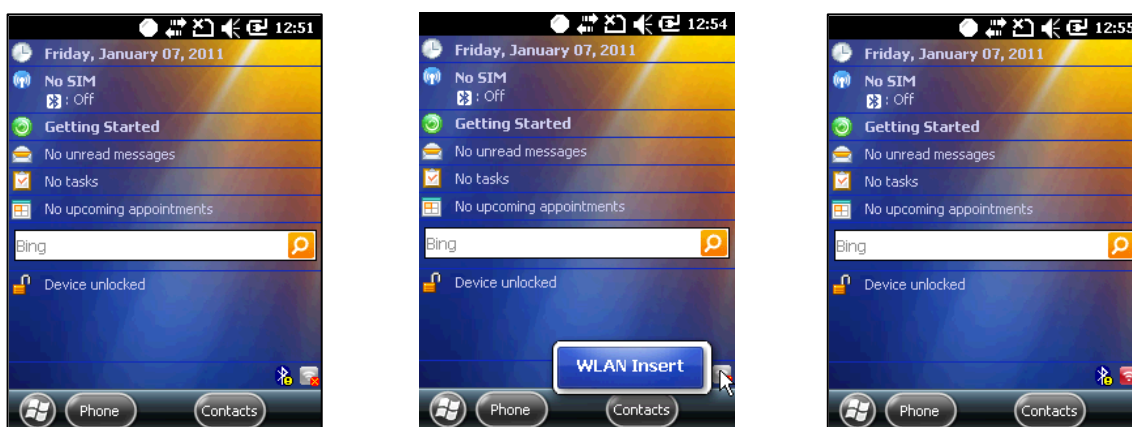 12:51
Friday, January 07, 2011
No SIM
: Off
Getting Started
No unread messages
No tasks
No upcoming appointments
Bing
Device unlocked
Phone Contacts
12:54
Friday, January 07, 2011
No SIM
: Off
Getting Started
No unread messages
No tasks
No upcoming appointments
Bing
Device unlocked
WLAN Insert
Phone Contacts
12:55
Friday, January 07, 2011
No SIM
: Off
Getting Started
No unread messages
No tasks
No upcoming appointments
Bing
Device unlocked
Phone Contacts